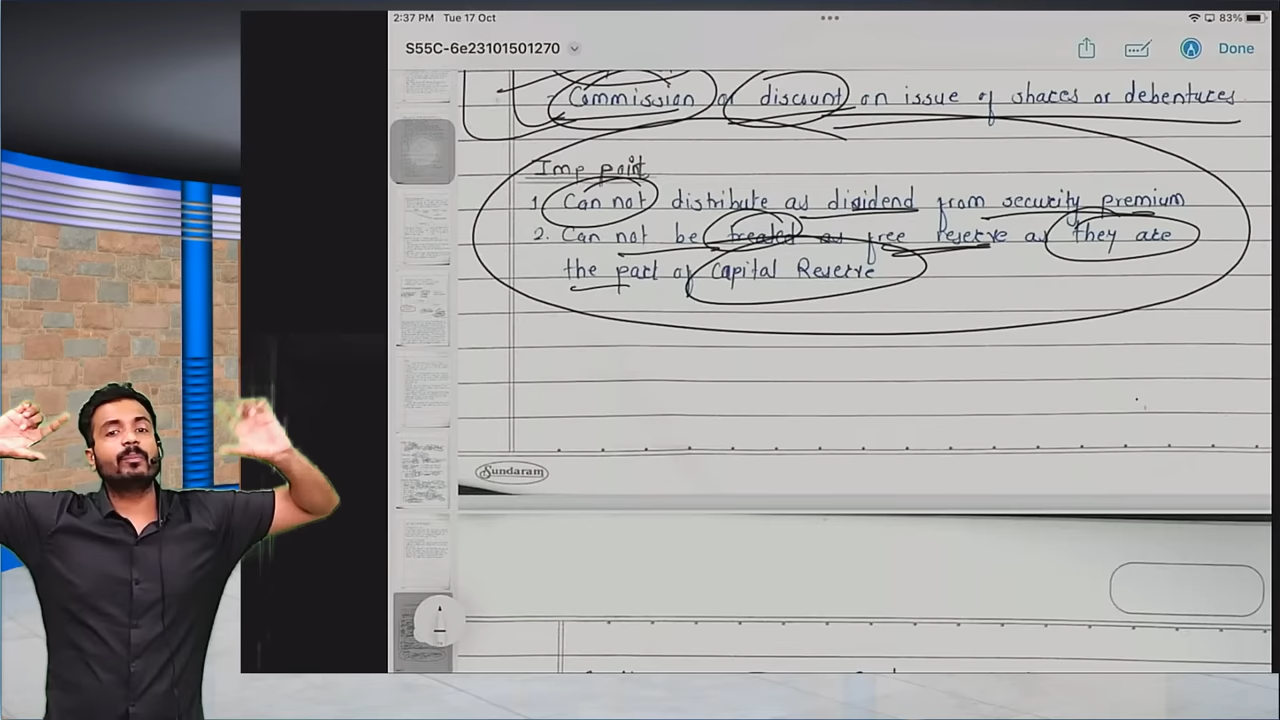 2:37 PM Tue 17 Oct
83%
S55C-6e23101501270
Done
- Commission or discount on issue of shares or debentures
Imp point
1. Can not distribute as dividend from security premium
2. Can not be treated as free reserve as they are
the part of Capital Reserve
Sundaram